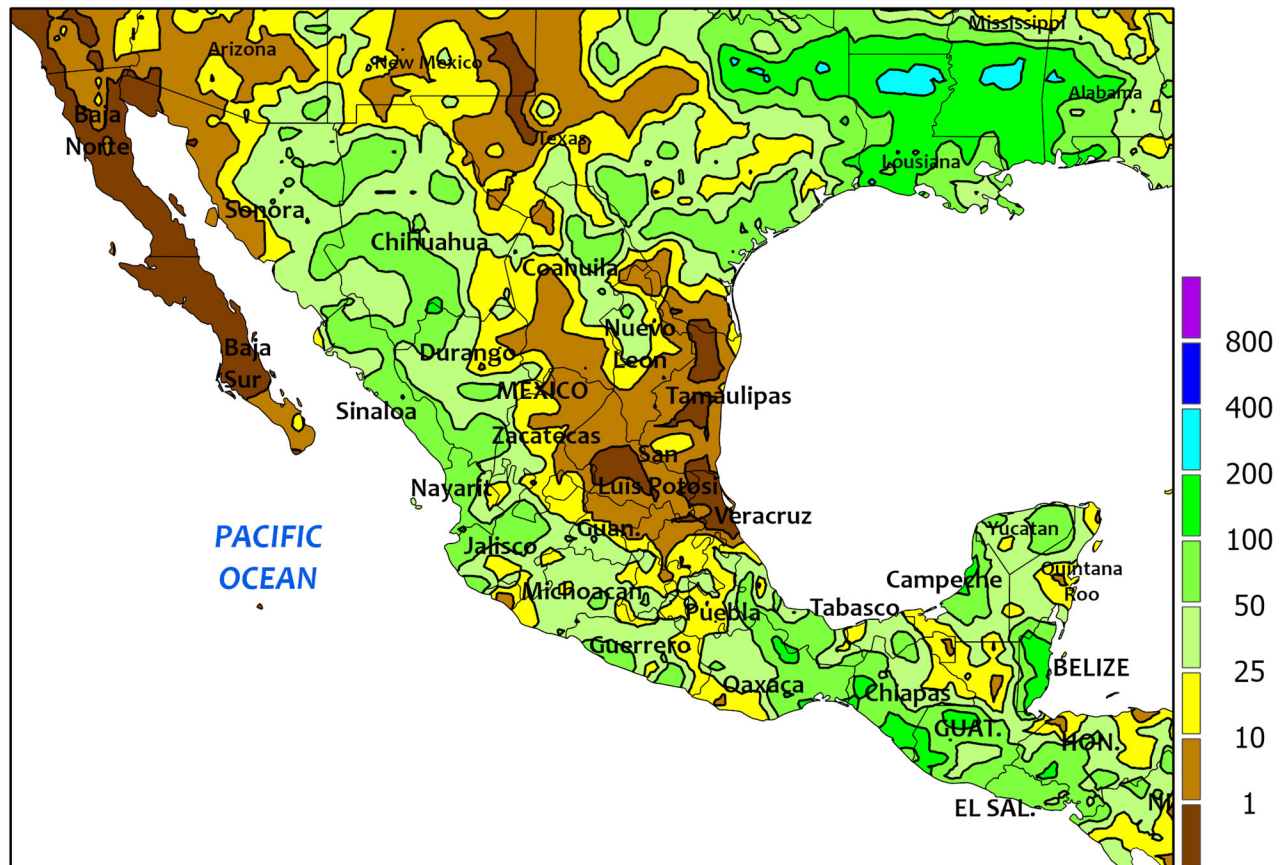 Mississippi
Arizona
New Mexico
Alabama
Baja
Norte
Texas
Lousiana
Sonora
Chihuahua
Coahuila
Nuevo
Leon
Baja
Sur
Durango
MEXICO
Tamaulipas
Sinaloa
Zacatecas
San
Luis Potosi
Nayarit
Veracruz
Guan.
Yucatan
PACIFIC
OCEAN
Jalisco
Campeche
Quintana
Roo
Michoacan
Puebla
Tabasco
Guerrero
BELIZE
Oaxaca
Chiapas
GUAT.
HON.
EL SAL.
NI
800
400
200
100
50
25
10
1